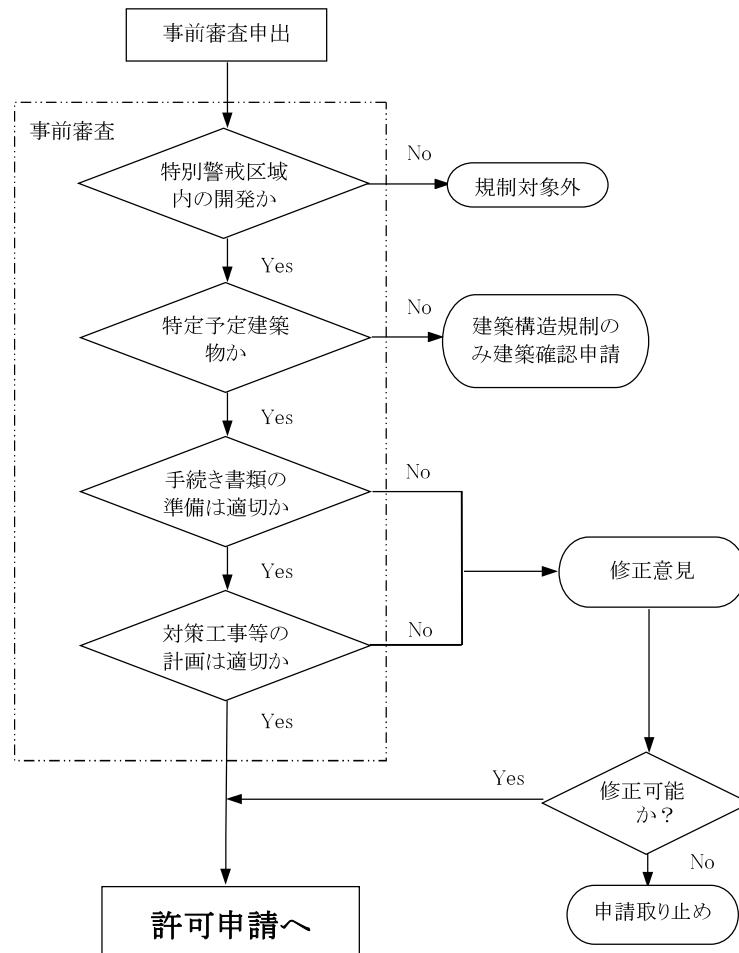 事前審査申出
事前審査
特別警戒区域
内の開発か
No
規制対象外
Yes
特定予定建築
物か
No
建築構造規制の
み建築確認申請
Yes
手続き書類の
準備は適切か
No
修正意見
Yes
対策工事等の
計画は適切か
No
Yes
修正可能
か？
Yes
No
申請取り止め
許可申請へ